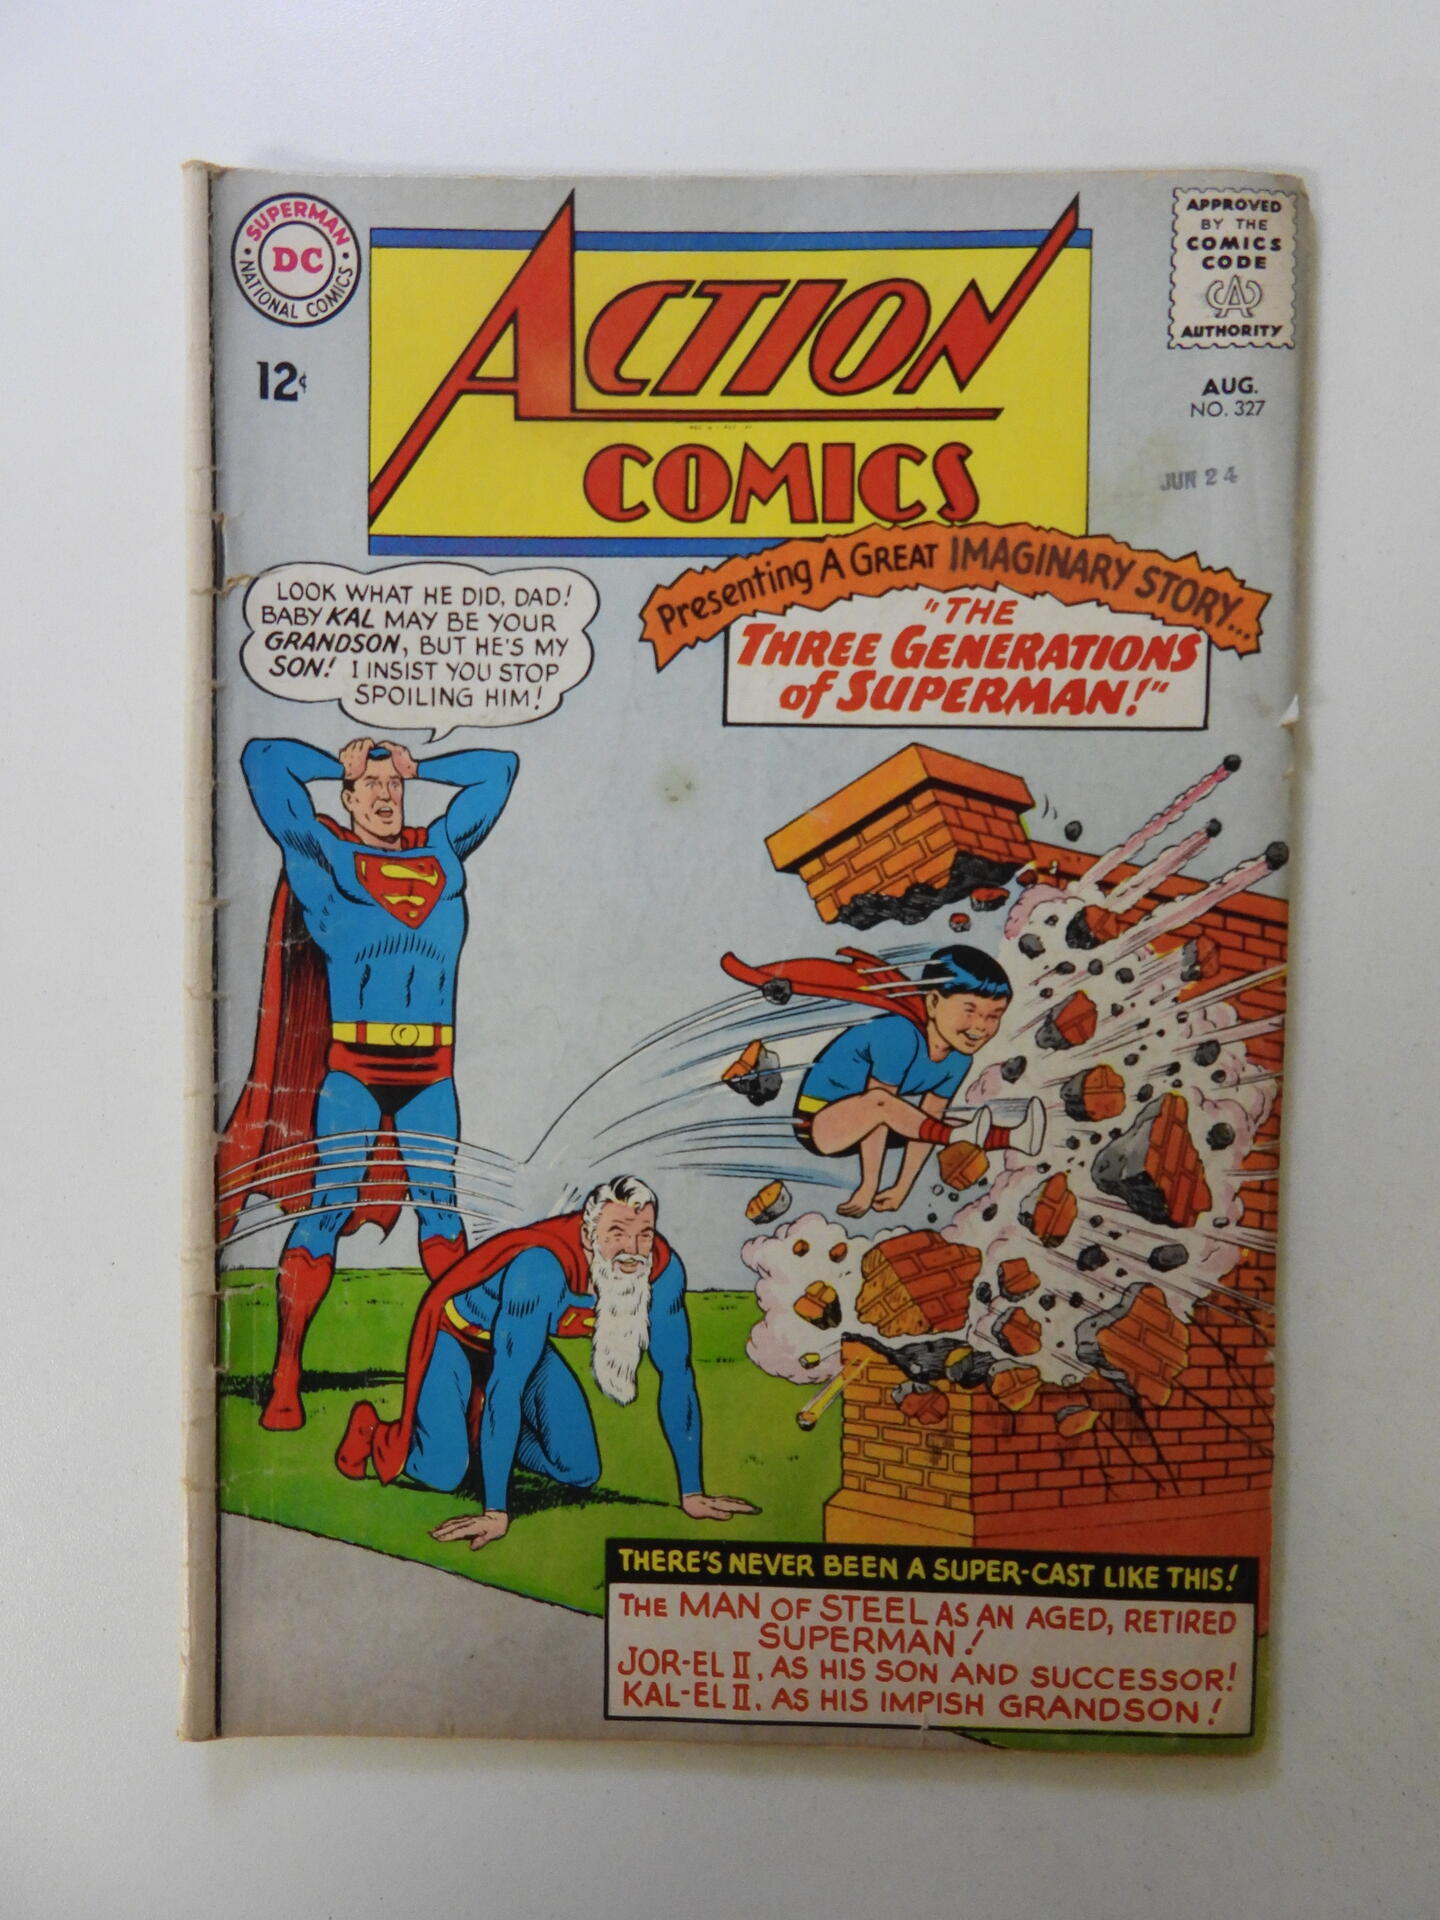 SUPERMAN
DC
NATIONAL COMICS
12¢
ACTION
COMICS
APPROVED
BY THE
COMICS
CODE
CA
AUTHORITY
AUG.
NO. 327
JUN 24
Presenting A GREAT IMAGINARY STORY...
"THE
THREE GENERATIONS
of SUPERMAN!"
LOOK WHAT HE DID, DAD!
BABY KAL MAY BE YOUR
GRANDSON, BUT HE'S MY
SON! I INSIST YOU STOP
SPOILING HIM!
S
THERE'S NEVER BEEN A SUPER-CAST LIKE THIS!
THE MAN OF STEEL AS AN AGED, RETIRED
SUPERMAN!
JOR-EL II, AS HIS SON AND SUCCESSOR!
KAL-EL II, AS HIS IMPISH GRANDSON!